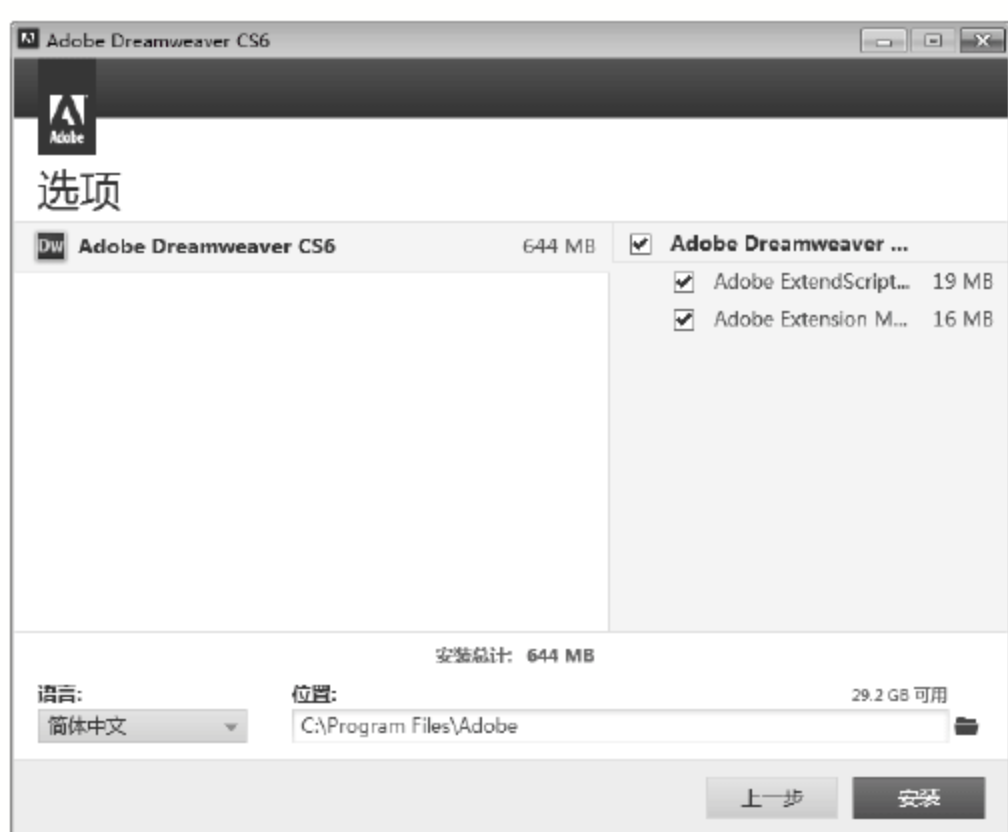 Adobe Dreamweaver CS6
Adobe
选项
Dw Adobe Dreamweaver CS6 644 MB
Adobe Dreamweaver ...
Adobe ExtendScript... 19 MB
Adobe Extension M... 16 MB
安装总计: 644 MB
语言: 位置: 29.2 GB 可用
简体中文 C:\Program Files\Adobe
上一步 安装